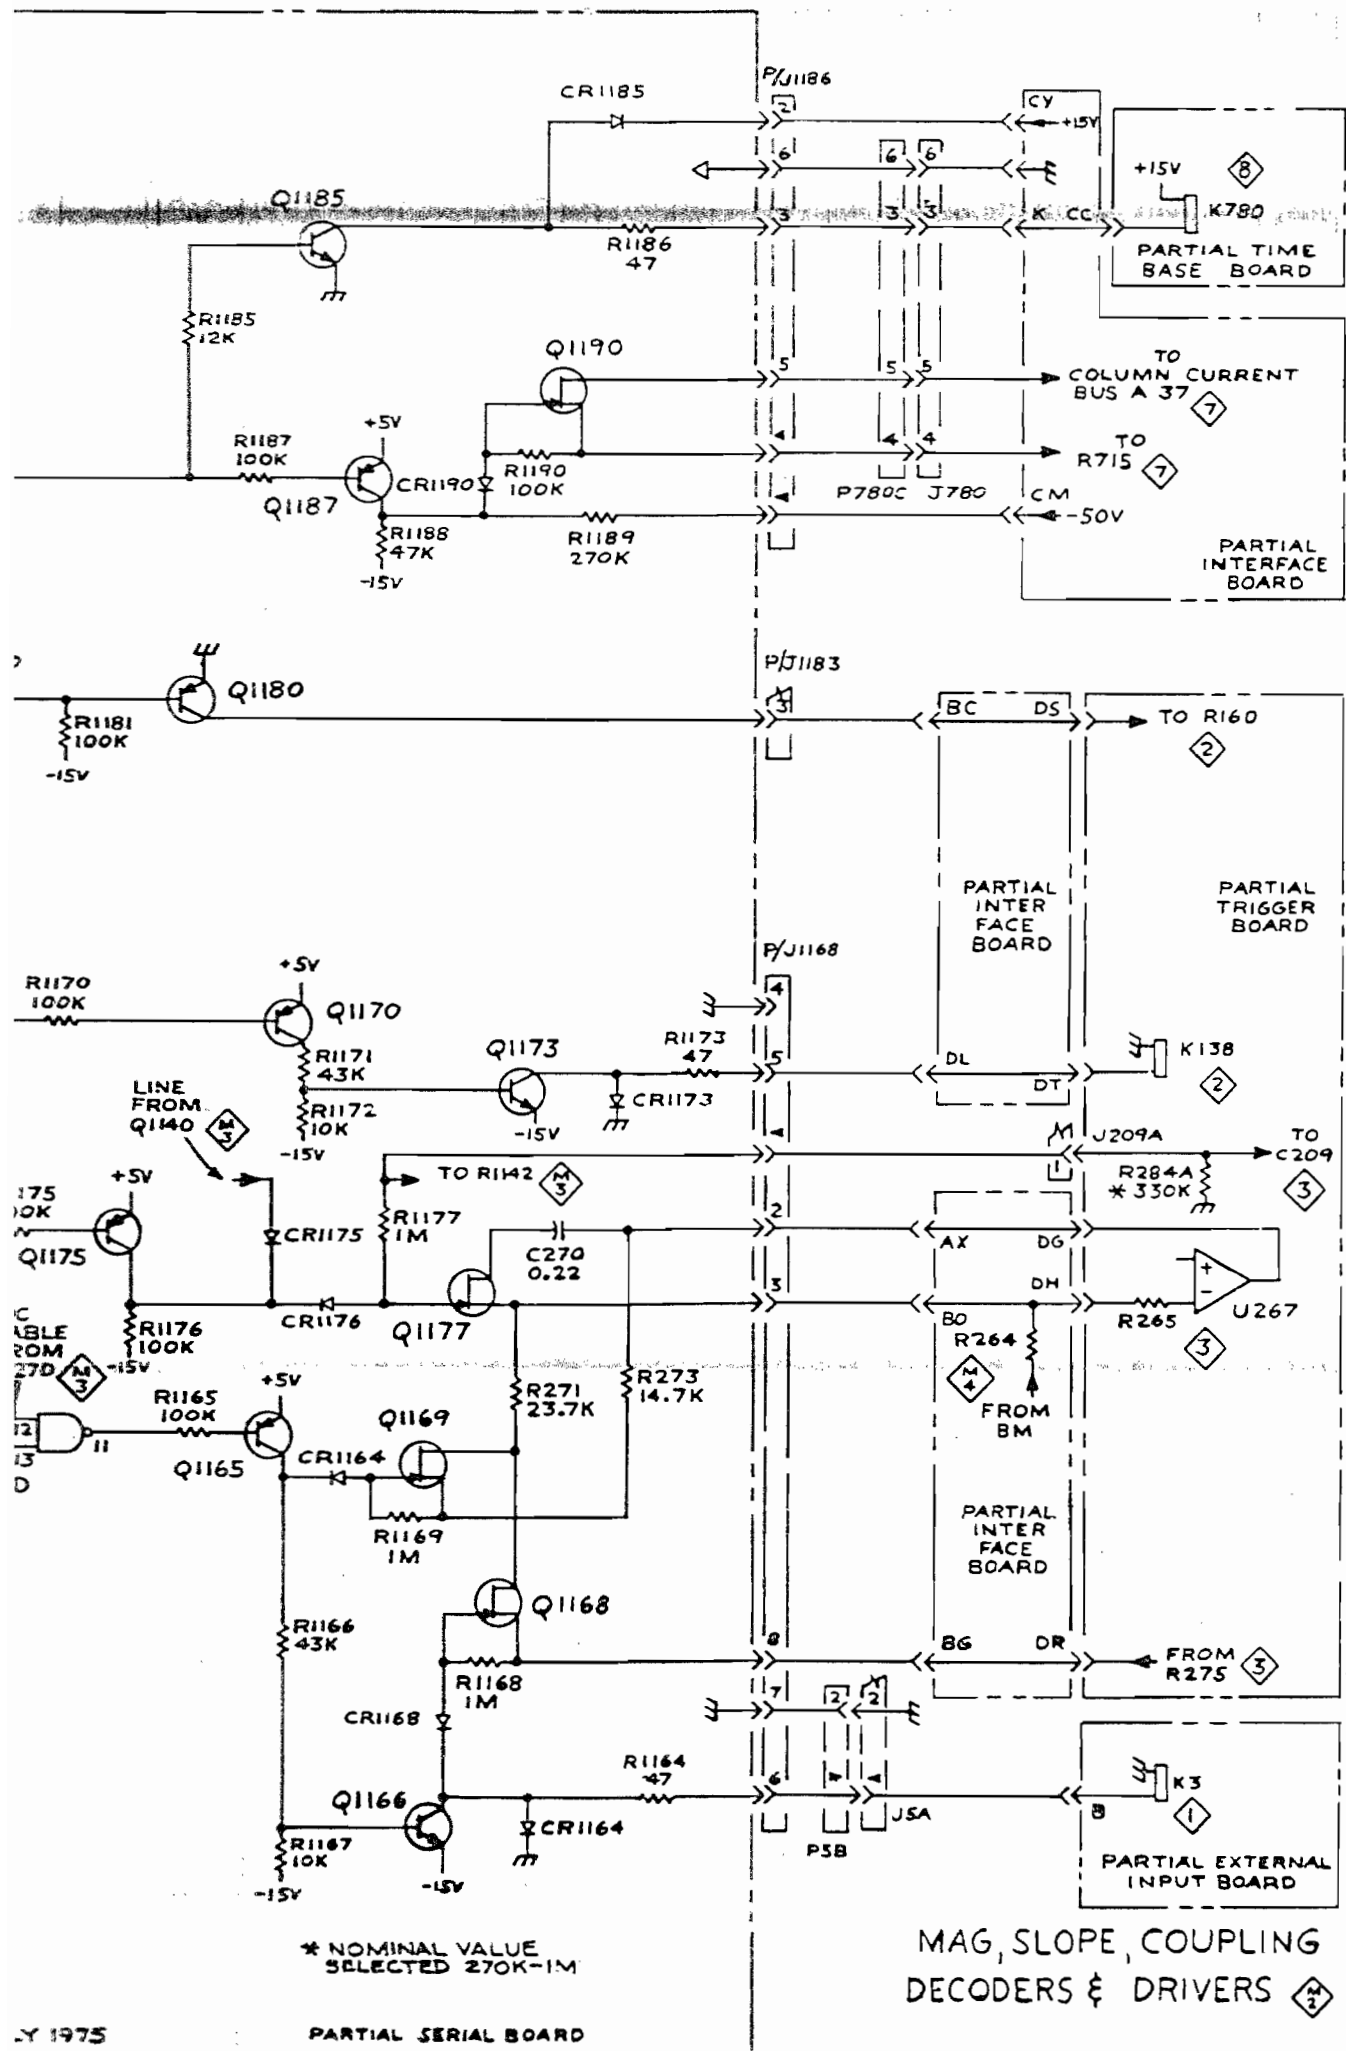 P/J1186
CR1185
2
CY
+15V
6
6
6
8
+15V
Q1185
3
3
3
K
CC
K780
R1186
47
PARTIAL TIME
BASE BOARD
R1185
12K
Q1190
5
5
5
TO
COLUMN CURRENT
BUS A 37
7
+5V
R1187
100K
4
4
TO
R715
7
Q1187
CR1190
R1190
100K
P780C
J780
CM
-50V
R1188
47K
-15V
R1189
270K
PARTIAL
INTERFACE
BOARD
P/J1183
Q1180
3
BC
DS
TO R160
2
R1181
100K
-15V
PARTIAL
INTER
FACE
BOARD
PARTIAL
TRIGGER
BOARD
P/J1168
+5V
R1170
100K
4
Q1170
R1171
43K
Q1173
R1173
47
5
DL
DT
K138
2
LINE
FROM
Q1140
M
3
R1172
10K
-15V
CR1173
-15V
J209A
1
TO
C209
3
R284A
* 330K
TO R1142
M
3
+5V
175
00K
Q1175
CR1175
R1177
1M
C270
0.22
2
AX
DG
CR1176
Q1177
3
BO
DH
R265
U267
+
-
3
R1176
100K
-15V
C
ABLE
ROM
27D
M
3
R264
M
4
FROM
BM
R271
23.7K
R273
14.7K
+5V
R1165
100K
12
13
D
11
Q1165
Q1169
CR1164
R1169
1M
PARTIAL
INTER
FACE
BOARD
Q1168
R1166
43K
R1168
1M
8
BG
DR
FROM
R275
3
7
2
2
CR1168
R1164
47
6
K3
1
B
Q1166
R1167
10K
-15V
CR1164
-15V
P5B
J5A
PARTIAL EXTERNAL
INPUT BOARD
* NOMINAL VALUE
SELECTED 270K-1M
MAG, SLOPE, COUPLING
DECODERS & DRIVERS
M
2
LY 1975
PARTIAL SERIAL BOARD